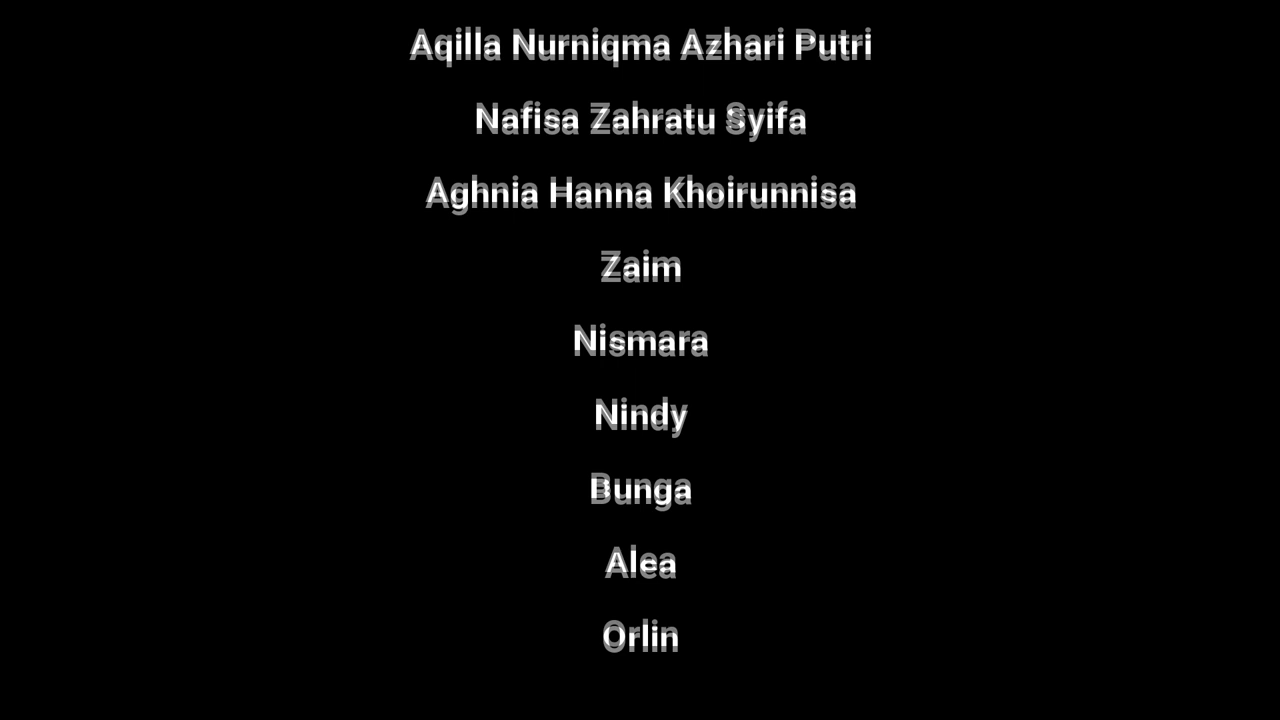 Aqilla Nurniqma Azhari Putri
Nafisa Zahratu Syifa
Aghnia Hanna Khoirunnisa
Zaim
Nismara
Nindy
Bunga
Alea
Orlin